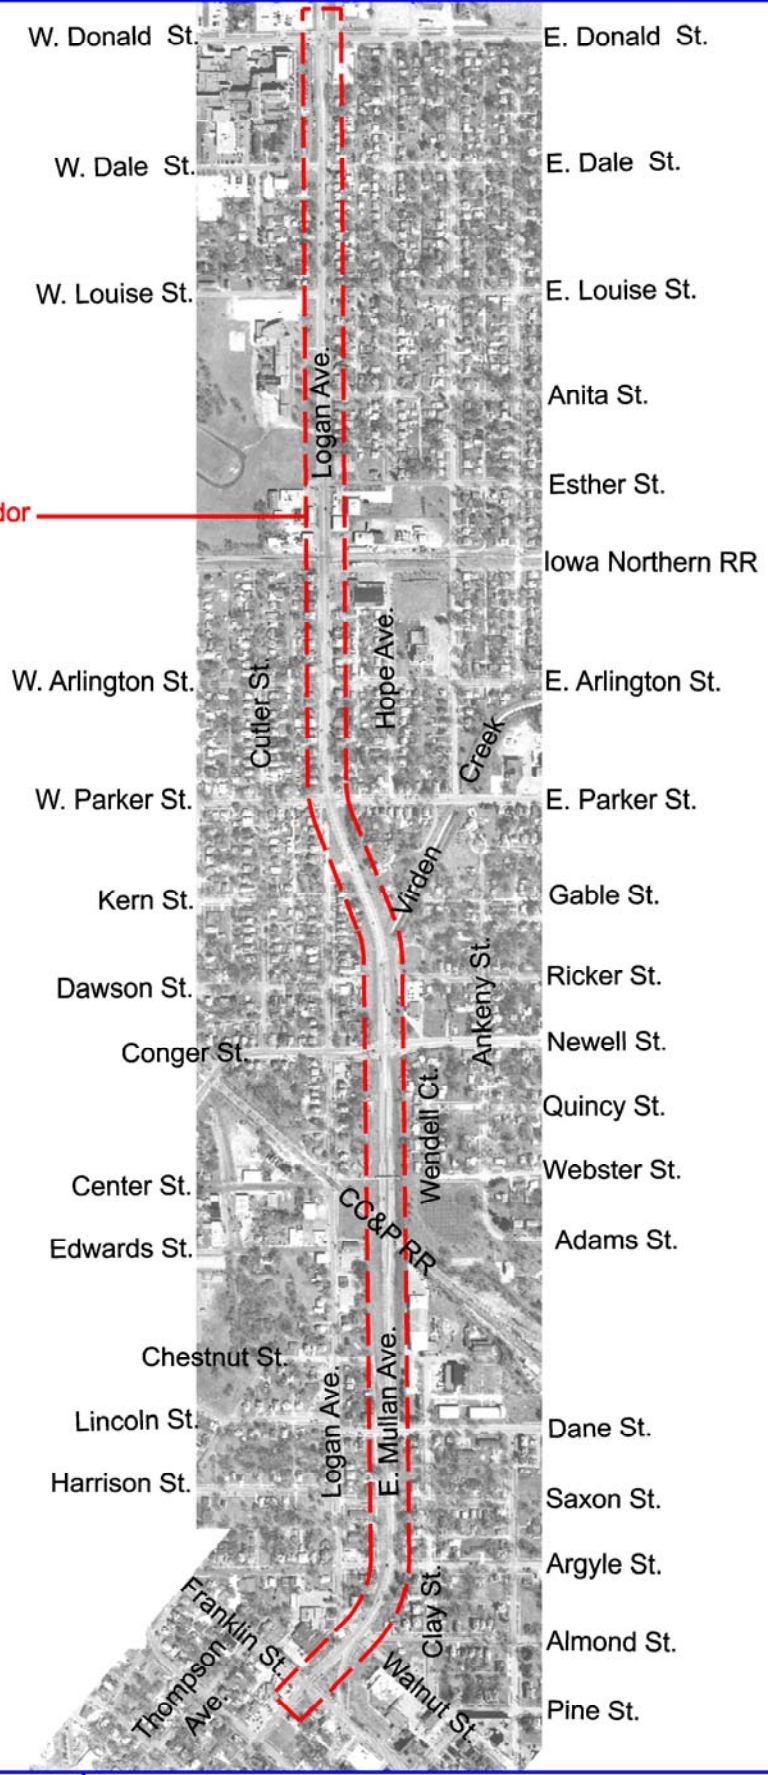 W. Donald St.
E. Donald St.
W. Dale St.
E. Dale St.
W. Louise St.
E. Louise St.
Logan Ave.
Anita St.
Esther St.
dor
Iowa Northern RR
Hope Ave.
W. Arlington St.
Cutler St.
E. Arlington St.
Creek
W. Parker St.
E. Parker St.
Virden
Kern St.
Gable St.
Ankeny St.
Dawson St.
Ricker St.
Conger St.
Newell St.
Wendell Ct.
Quincy St.
Center St.
Webster St.
CC&P RR
Edwards St.
Adams St.
Chestnut St.
Logan Ave.
E. Mullan Ave.
Lincoln St.
Dane St.
Harrison St.
Saxon St.
Argyle St.
Clay St.
Franklin St.
Thompson
Ave.
Walnut St.
Almond St.
Pine St.